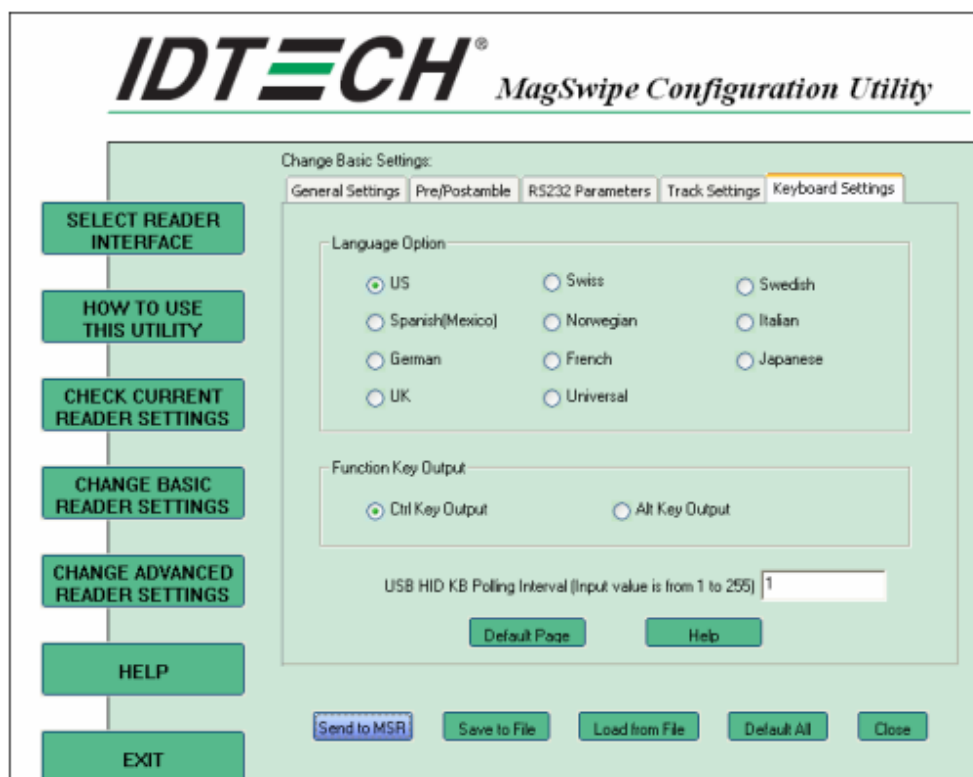 IDTECH®
MagSwipe Configuration Utility
SELECT READER
INTERFACE
HOW TO USE
THIS UTILITY
CHECK CURRENT
READER SETTINGS
CHANGE BASIC
READER SETTINGS
CHANGE ADVANCED
READER SETTINGS
HELP
EXIT
Change Basic Settings:
General Settings Pre/Postamble RS232 Parameters Track Settings Keyboard Settings
Language Option
US Swiss Swedish
Spanish(Mexico) Norwegian Italian
German French Japanese
UK Universal
Function Key Output
Ctrl Key Output Alt Key Output
USB HID KB Polling Interval (Input value is from 1 to 255) 1
Default Page Help
Send to MSR Save to File Load from File Default All Close